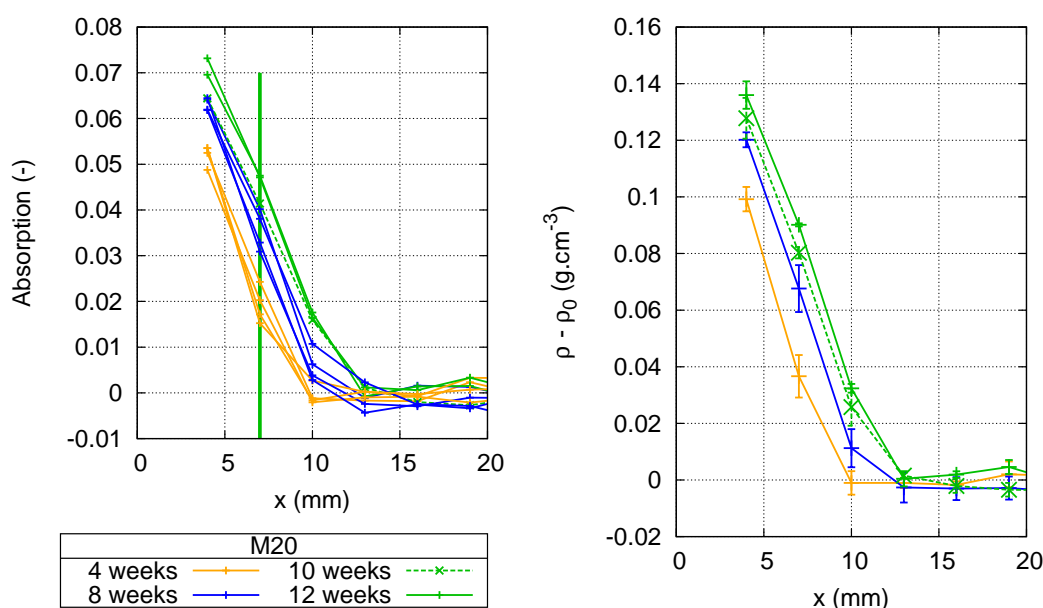 0.08
0.07
0.06
0.05
0.04
0.03
0.02
0.01
0
-0.01
Absorption (-)
0 5 10 15 20
x (mm)
M20
4 weeks 10 weeks
8 weeks 12 weeks
0.16
0.14
0.12
0.1
0.08
0.06
0.04
0.02
0
-0.02
ρ - ρ₀ (g.cm⁻³)
0 5 10 15 20
x (mm)